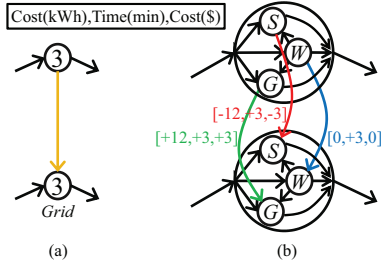 Cost(kWh),Time(min),Cost($)
3
3
Grid
(a)
S
W
G
[-12,+3,-3]
[+12,+3,+3]
[0,+3,0]
S
W
G
(b)